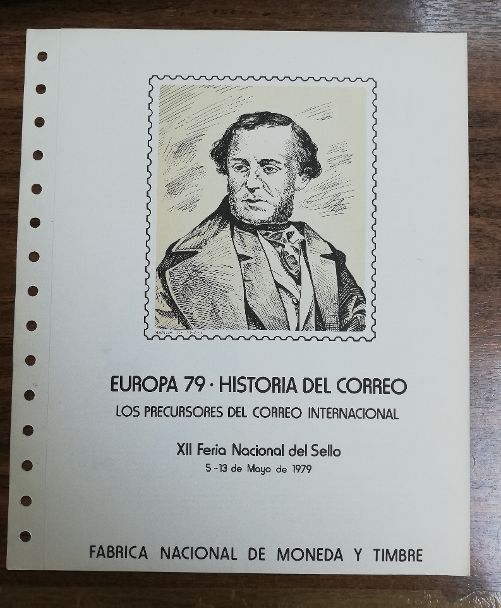 EUROPA 79 · HISTORIA DEL CORREO
LOS PRECURSORES DEL CORREO INTERNACIONAL
XII Feria Nacional del Sello
5-13 de Mayo de 1979
FABRICA NACIONAL DE MONEDA Y TIMBRE